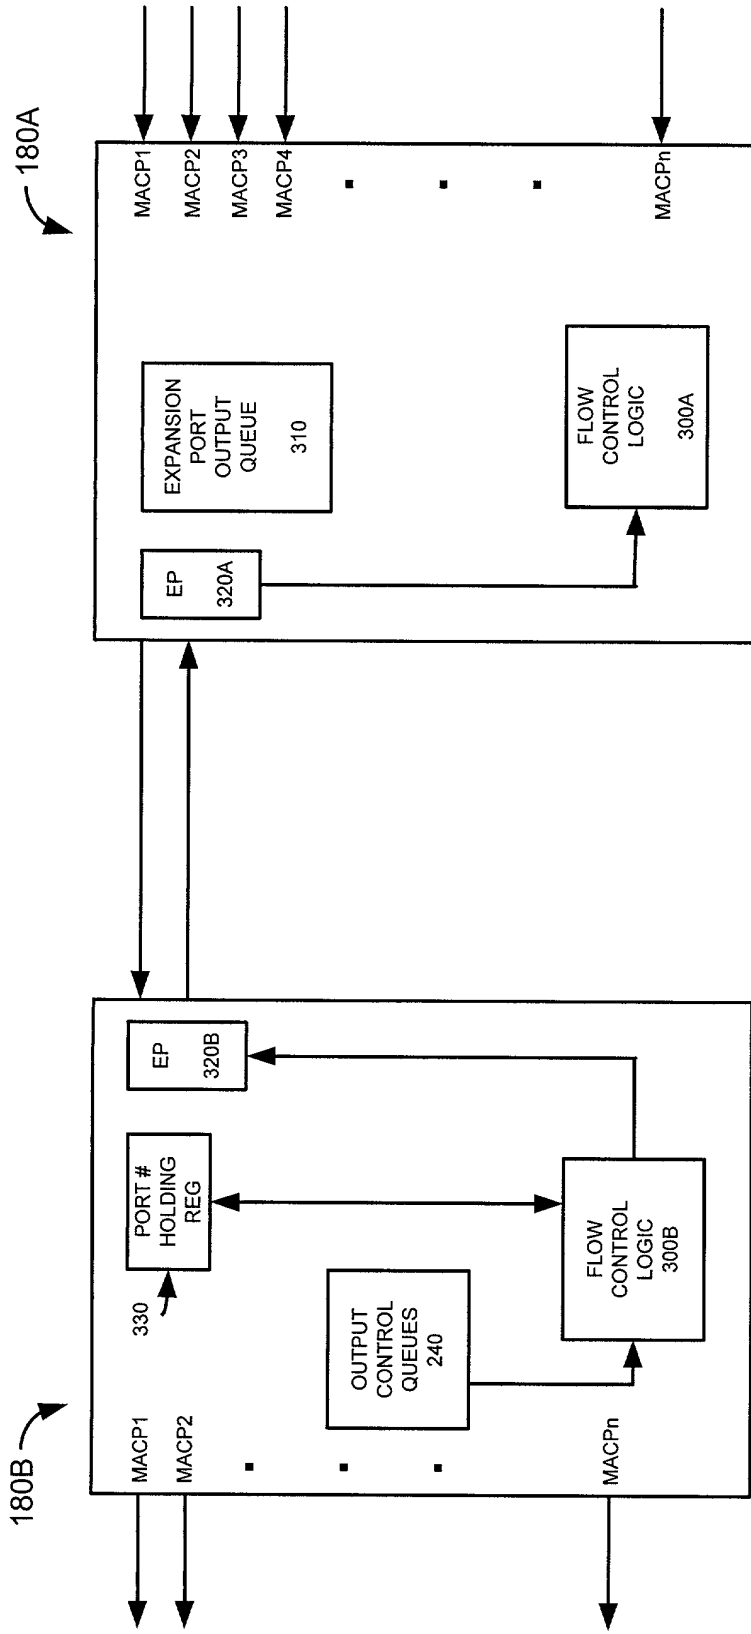 180A
MACP1
MACP2
MACP3
MACP4
MACPn
EXPANSION
PORT
OUTPUT
QUEUE
310
FLOW
CONTROL
LOGIC
300A
EP
320A
180B
EP
320B
PORT #
HOLDING
REG
330
OUTPUT
CONTROL
QUEUES
240
FLOW
CONTROL
LOGIC
300B
MACP1
MACP2
MACPn